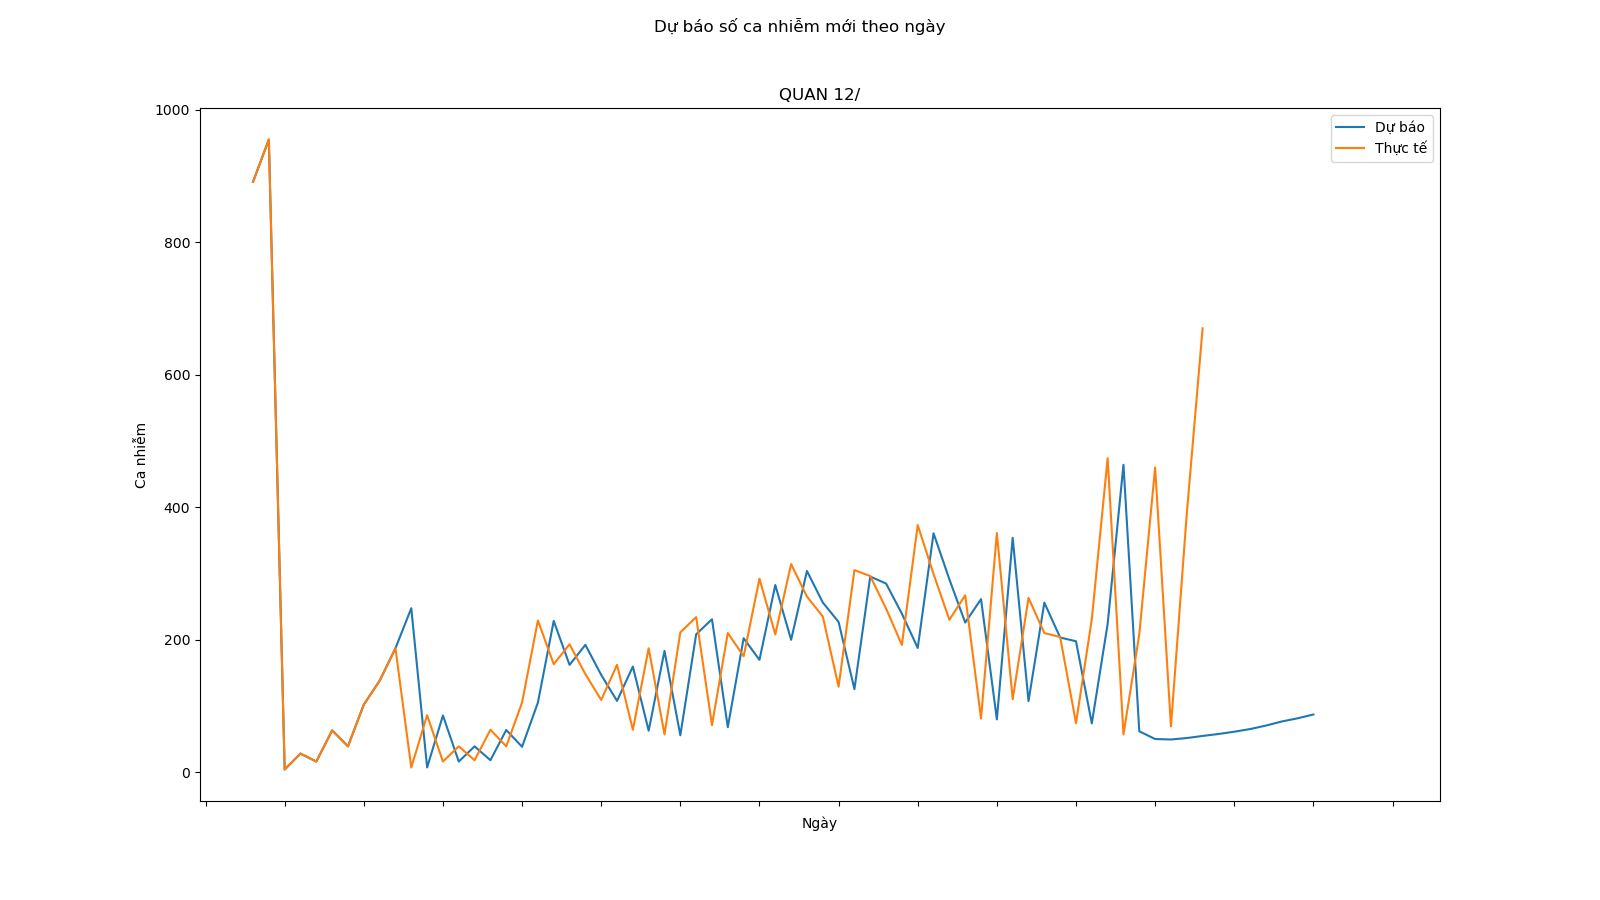 Dự báo số ca nhiễm mới theo ngày
QUAN 12/
Dự báo
Thực tế
1000
800
600
400
200
0
Ca nhiễm
Ngày